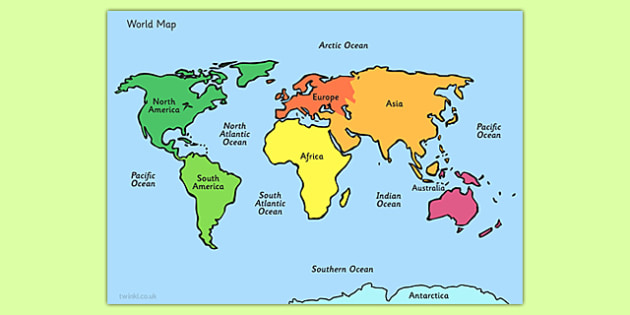 World Map
Arctic Ocean
North
America
Europe
Asia
North
Atlantic
Ocean
Pacific
Ocean
Africa
Pacific
Ocean
South
America
South
Atlantic
Ocean
Indian
Ocean
Australia
Southern Ocean
Antarctica
twinkl.co.uk